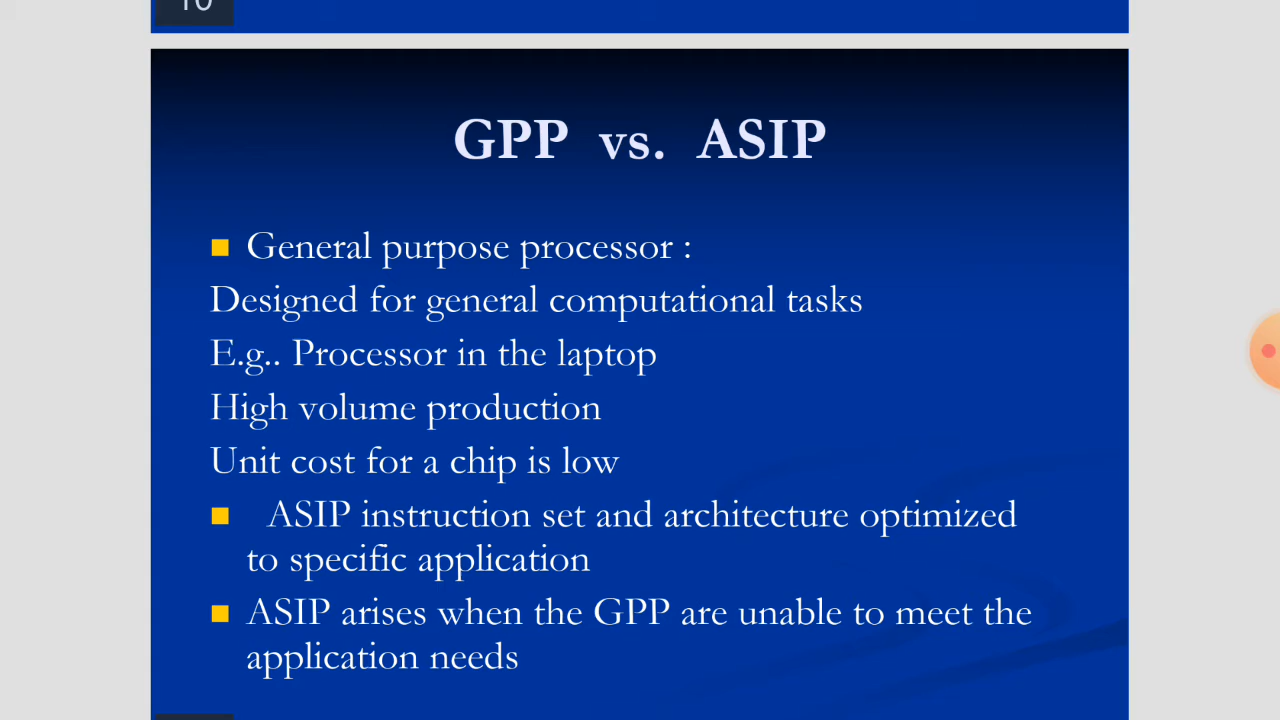 10
GPP vs. ASIP
General purpose processor :
Designed for general computational tasks
E.g.. Processor in the laptop
High volume production
Unit cost for a chip is low
ASIP instruction set and architecture optimized
to specific application
ASIP arises when the GPP are unable to meet the
application needs